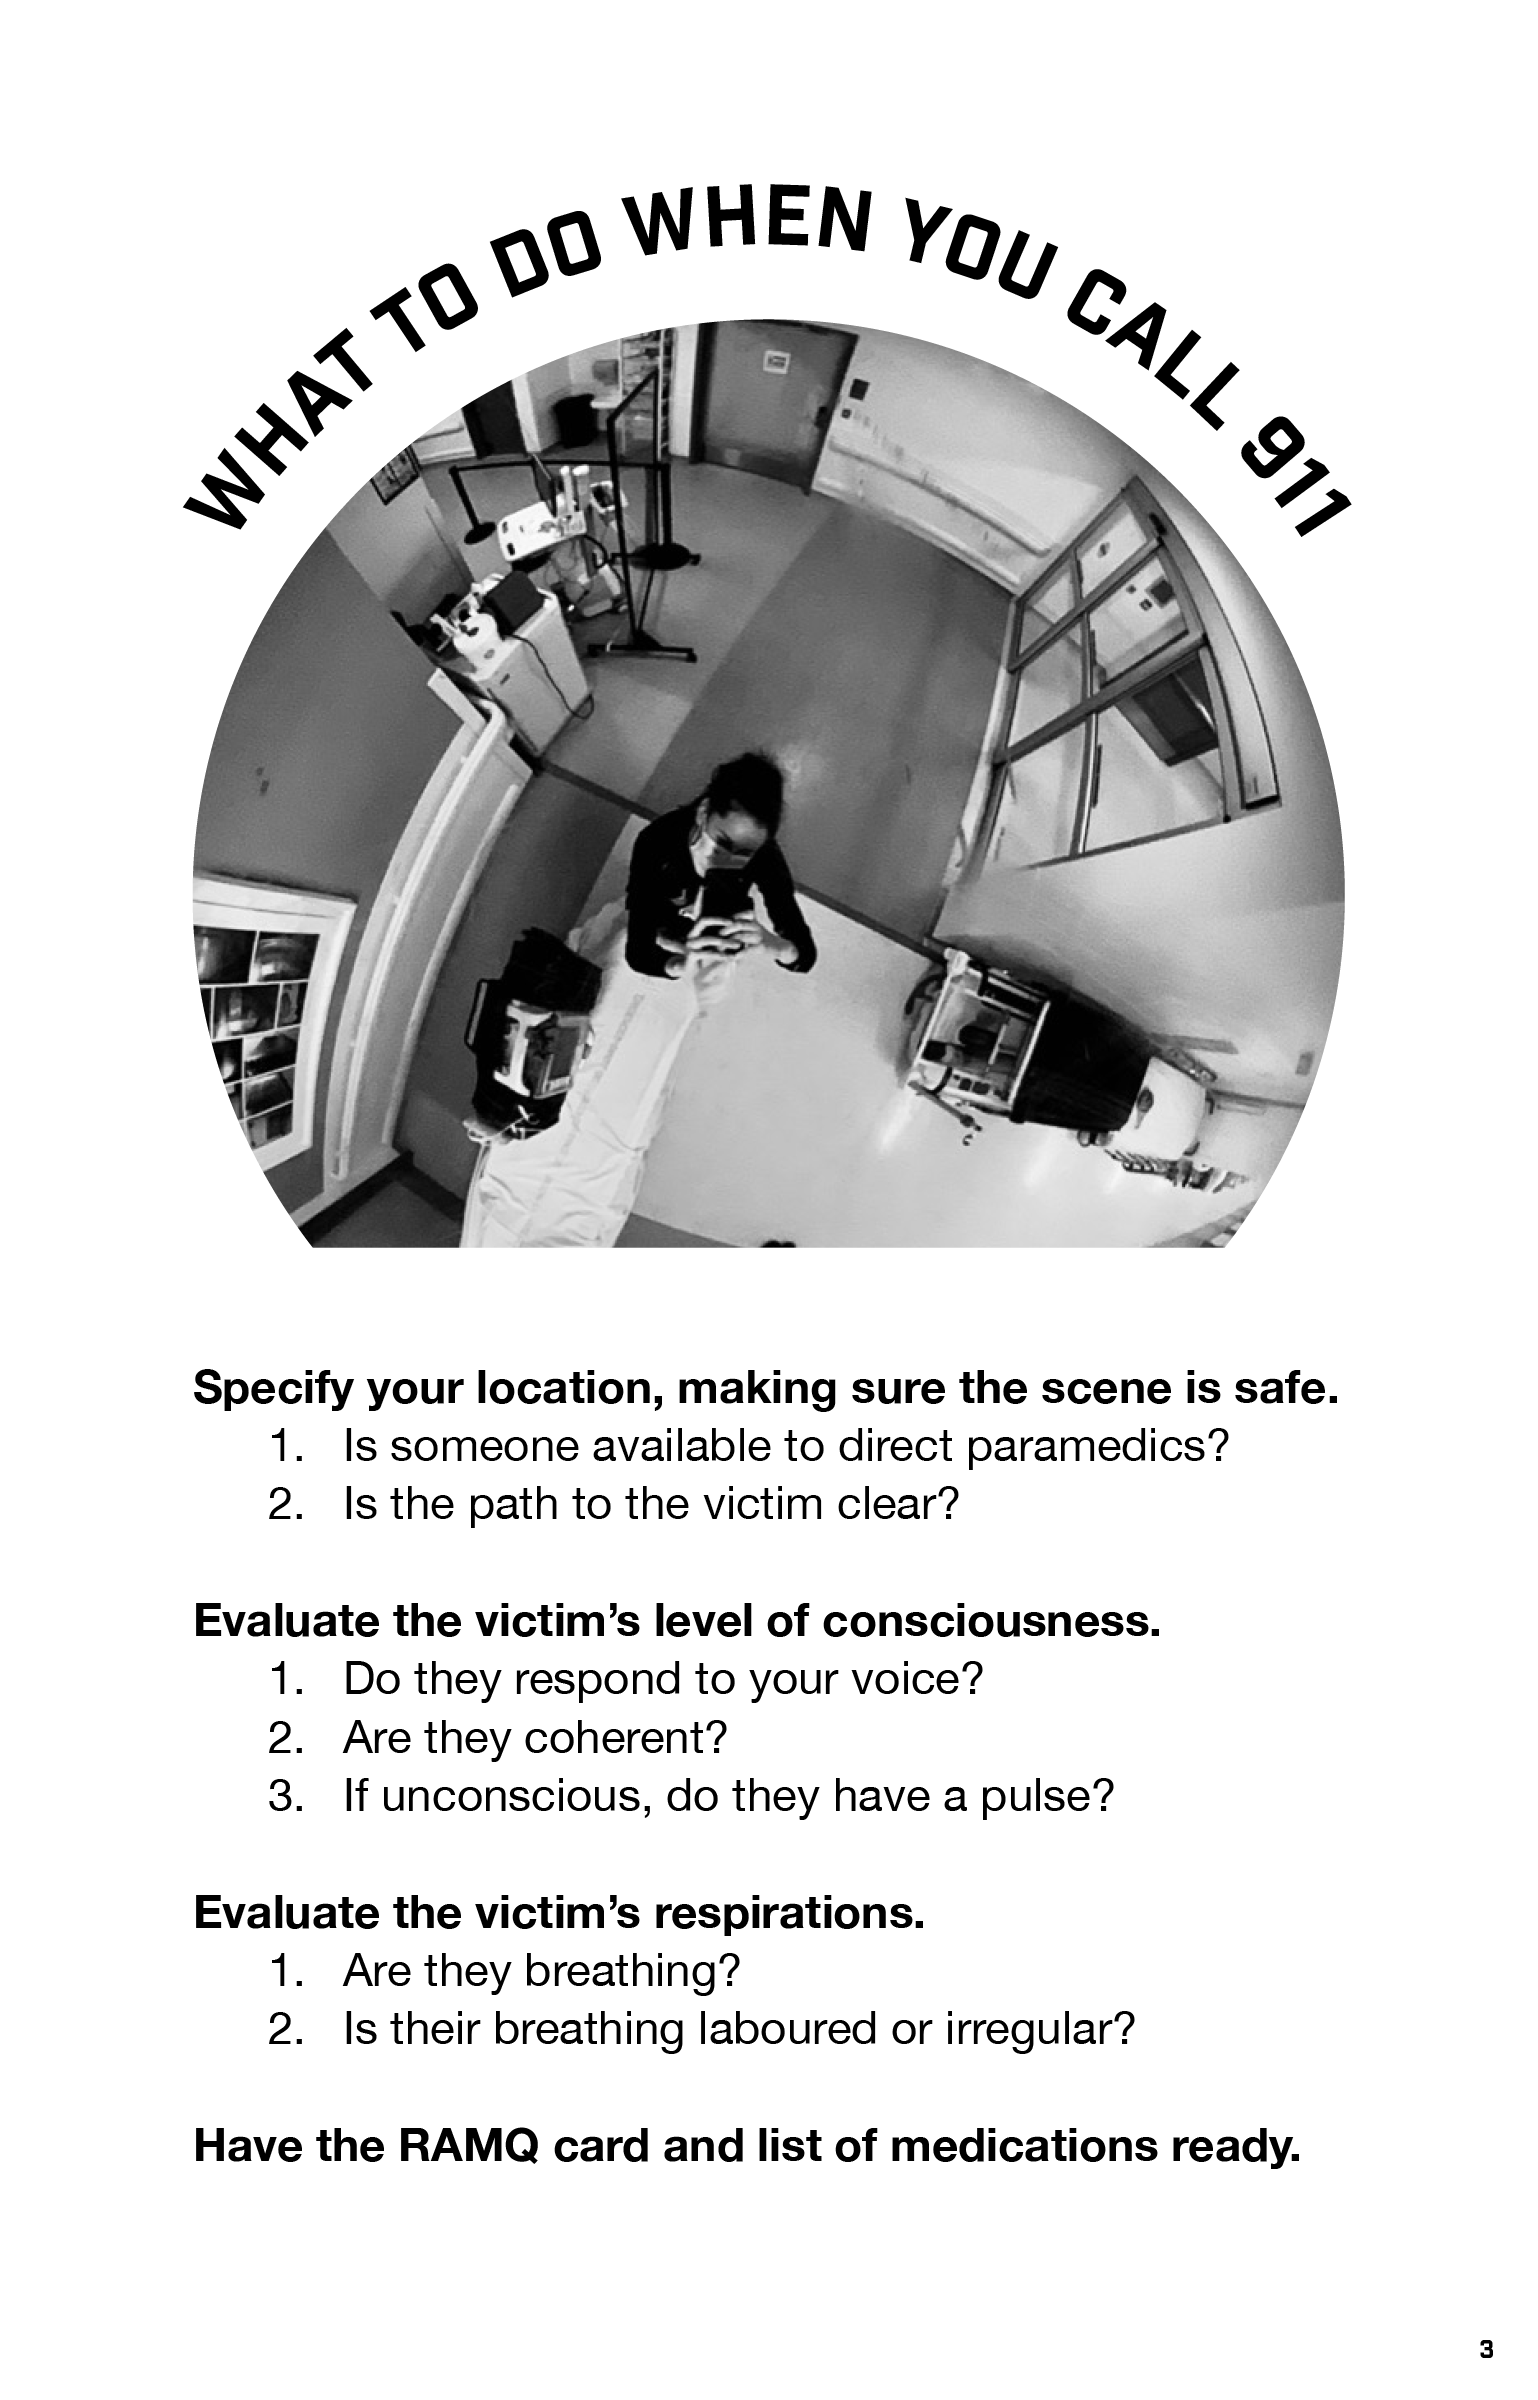 WHAT TO DO WHEN YOU CALL 911
Specify your location, making sure the scene is safe.
1. Is someone available to direct paramedics?
2. Is the path to the victim clear?
Evaluate the victim’s level of consciousness.
1. Do they respond to your voice?
2. Are they coherent?
3. If unconscious, do they have a pulse?
Evaluate the victim’s respirations.
1. Are they breathing?
2. Is their breathing laboured or irregular?
Have the RAMQ card and list of medications ready.
3